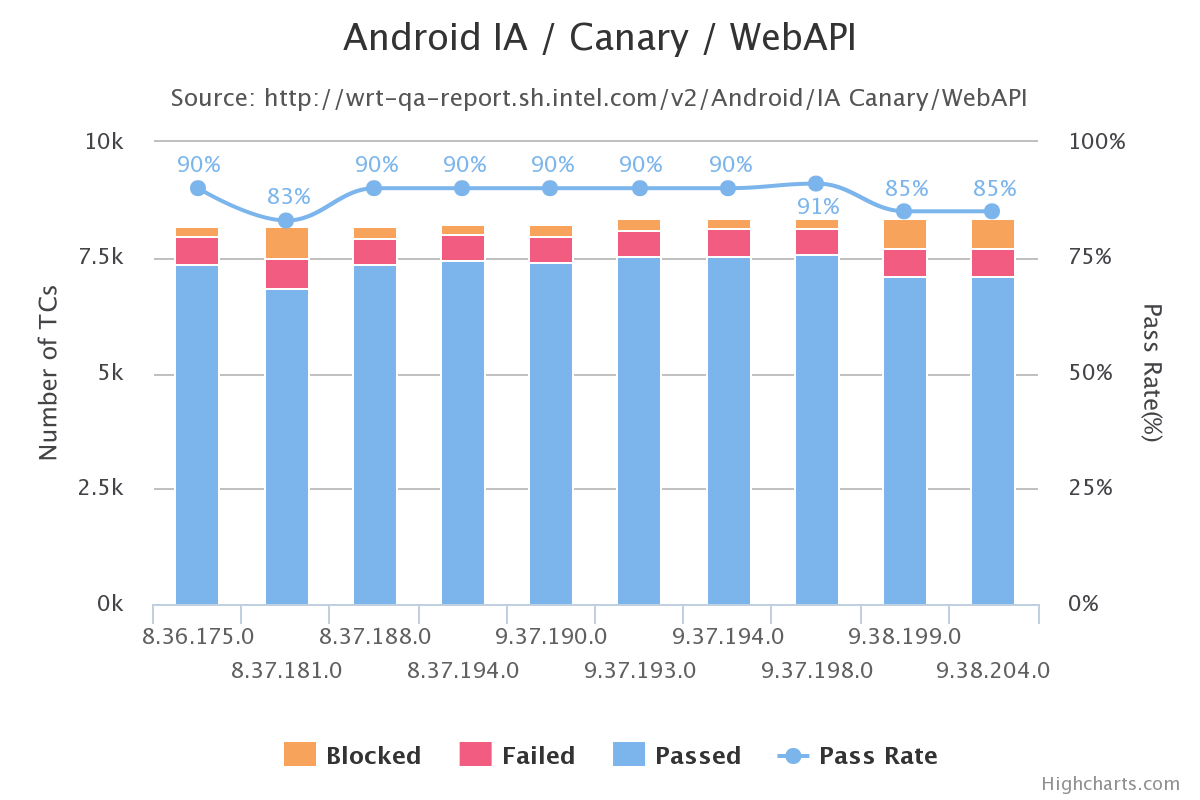 Android IA / Canary / WebAPI
Source: http://wrt-qa-report.sh.intel.com/v2/Android/IA Canary/WebAPI
10k
7.5k
5k
2.5k
0k
Number of TCs
100%
75%
50%
25%
0%
Pass Rate(%)
90% 83% 90% 90% 90% 90% 90% 91% 85% 85%
8.36.175.0 8.37.188.0 9.37.190.0 9.37.194.0 9.38.199.0
8.37.181.0 8.37.194.0 9.37.193.0 9.37.198.0 9.38.204.0
Blocked Failed Passed Pass Rate
Highcharts.com